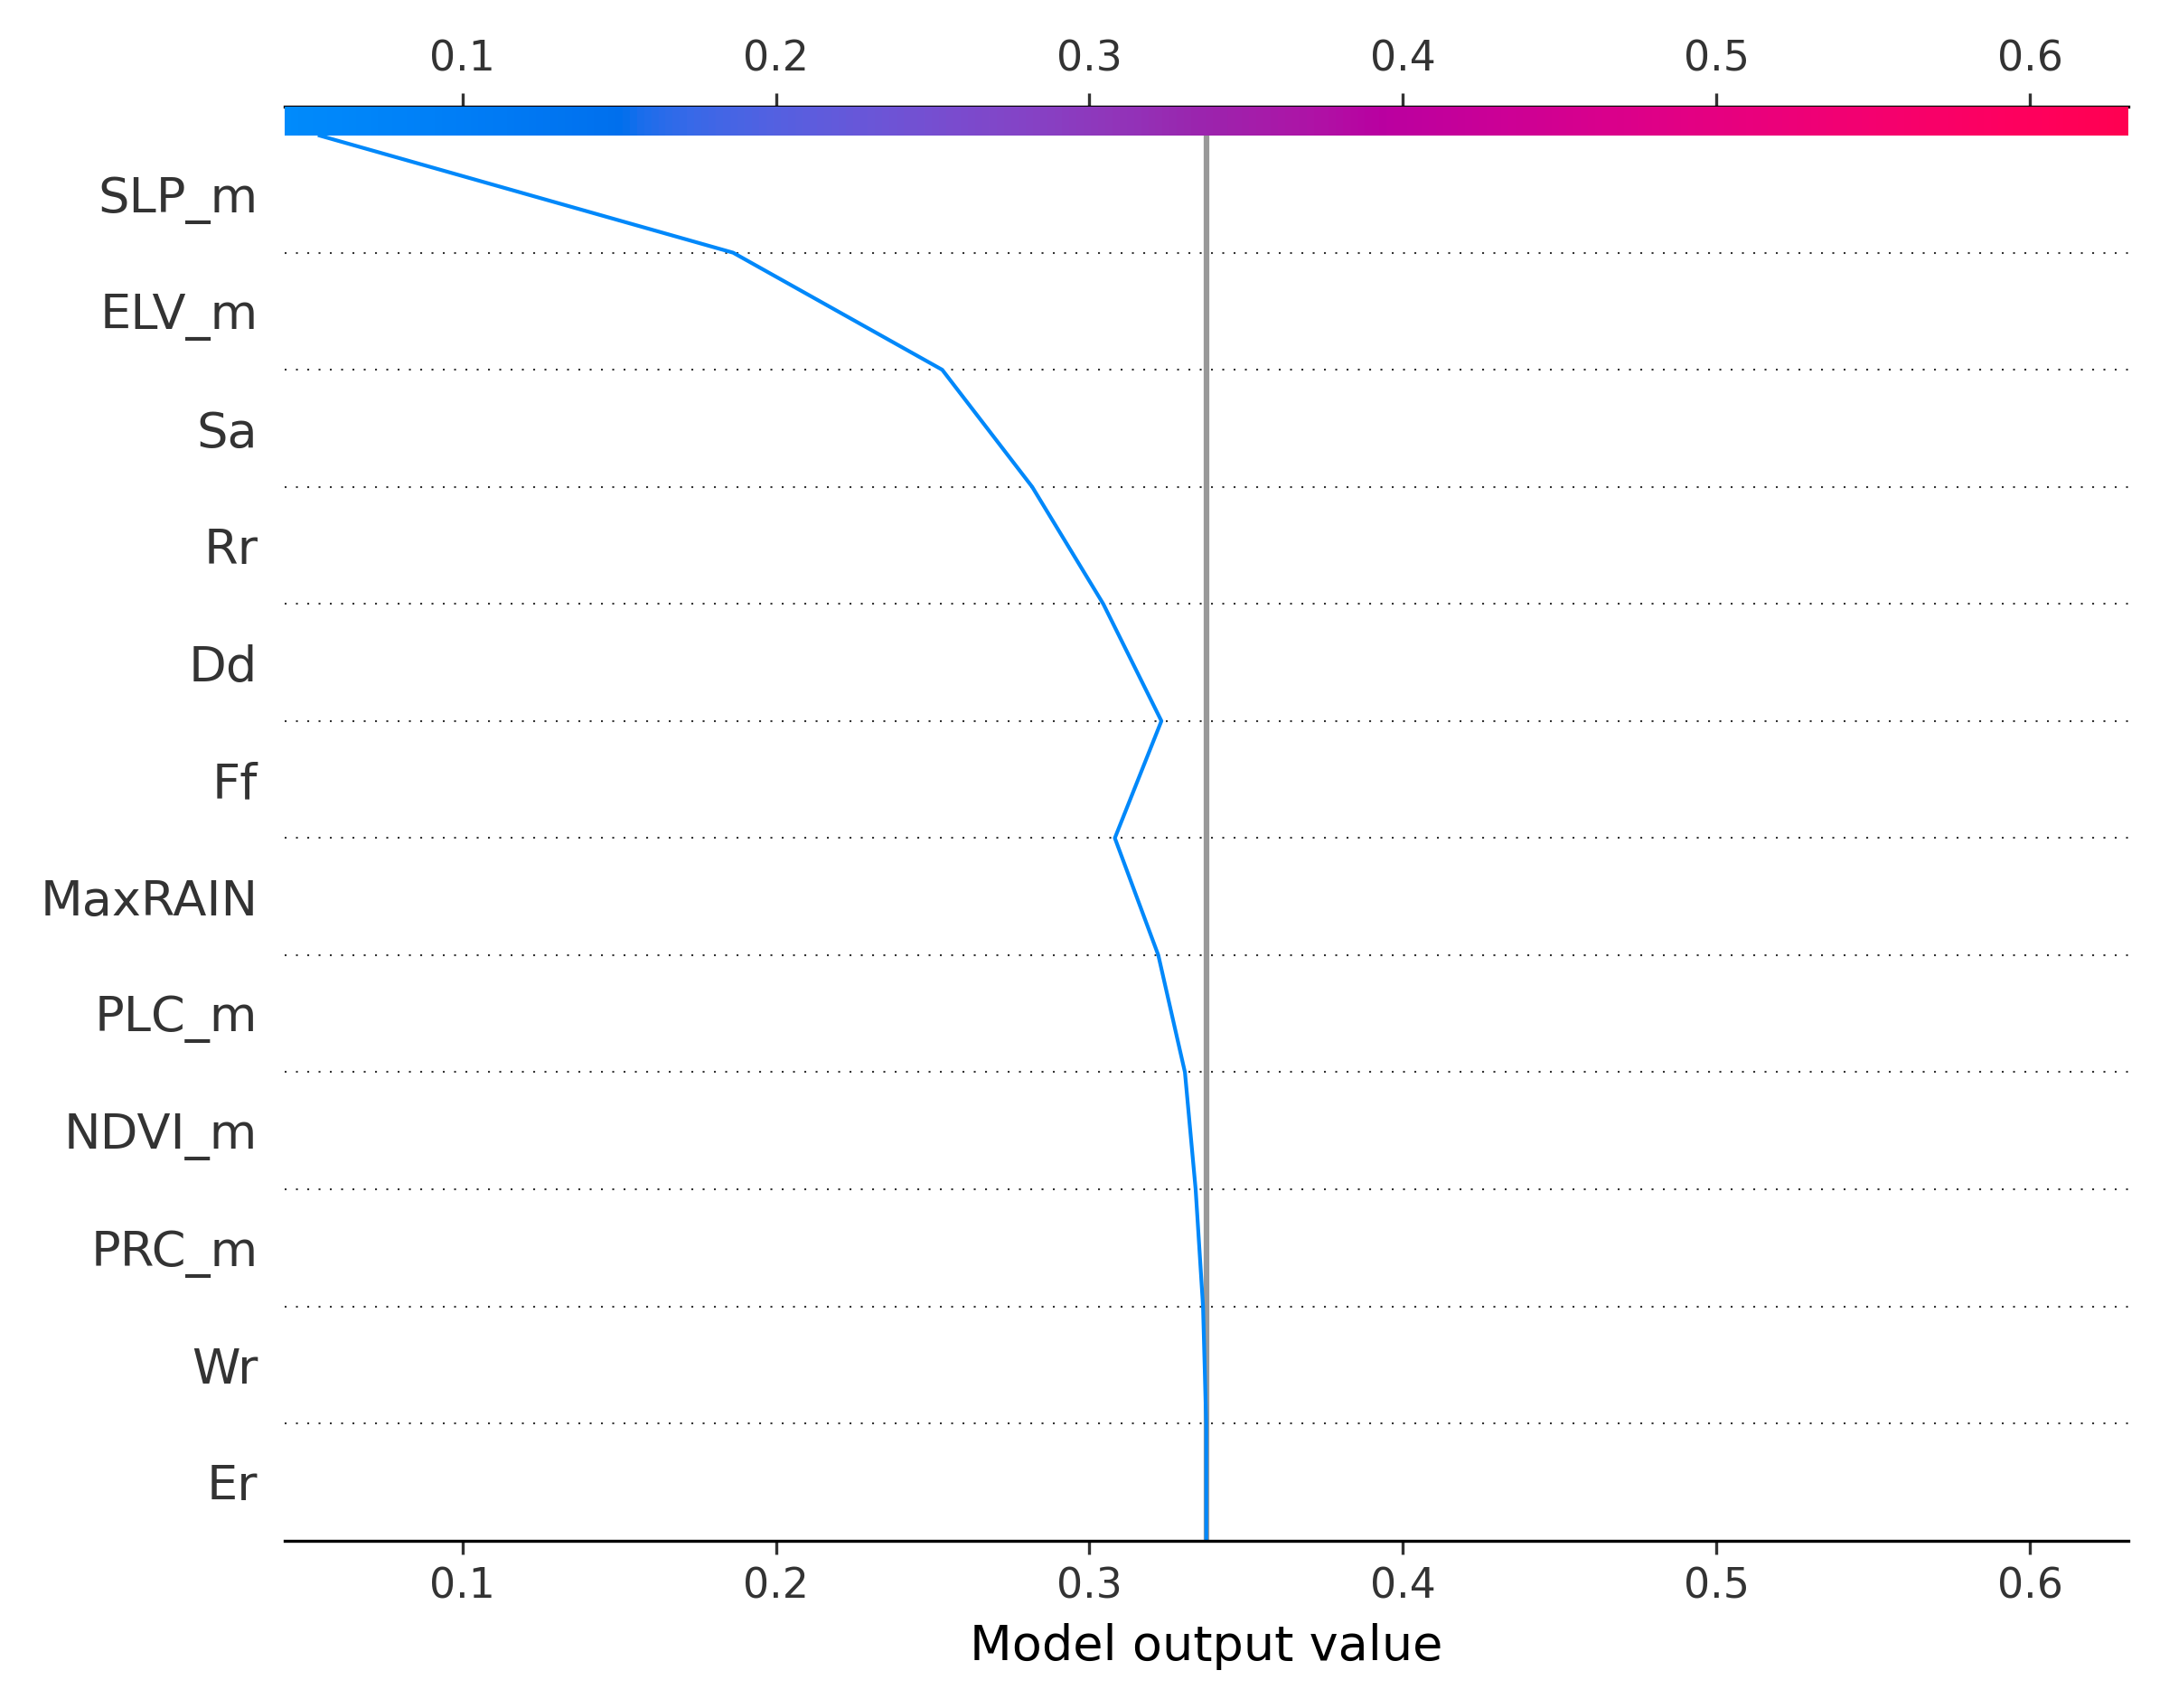 0.1 0.2 0.3 0.4 0.5 0.6
SLP_m
ELV_m
Sa
Rr
Dd
Ff
MaxRAIN
PLC_m
NDVI_m
PRC_m
Wr
Er
0.1 0.2 0.3 0.4 0.5 0.6
Model output value